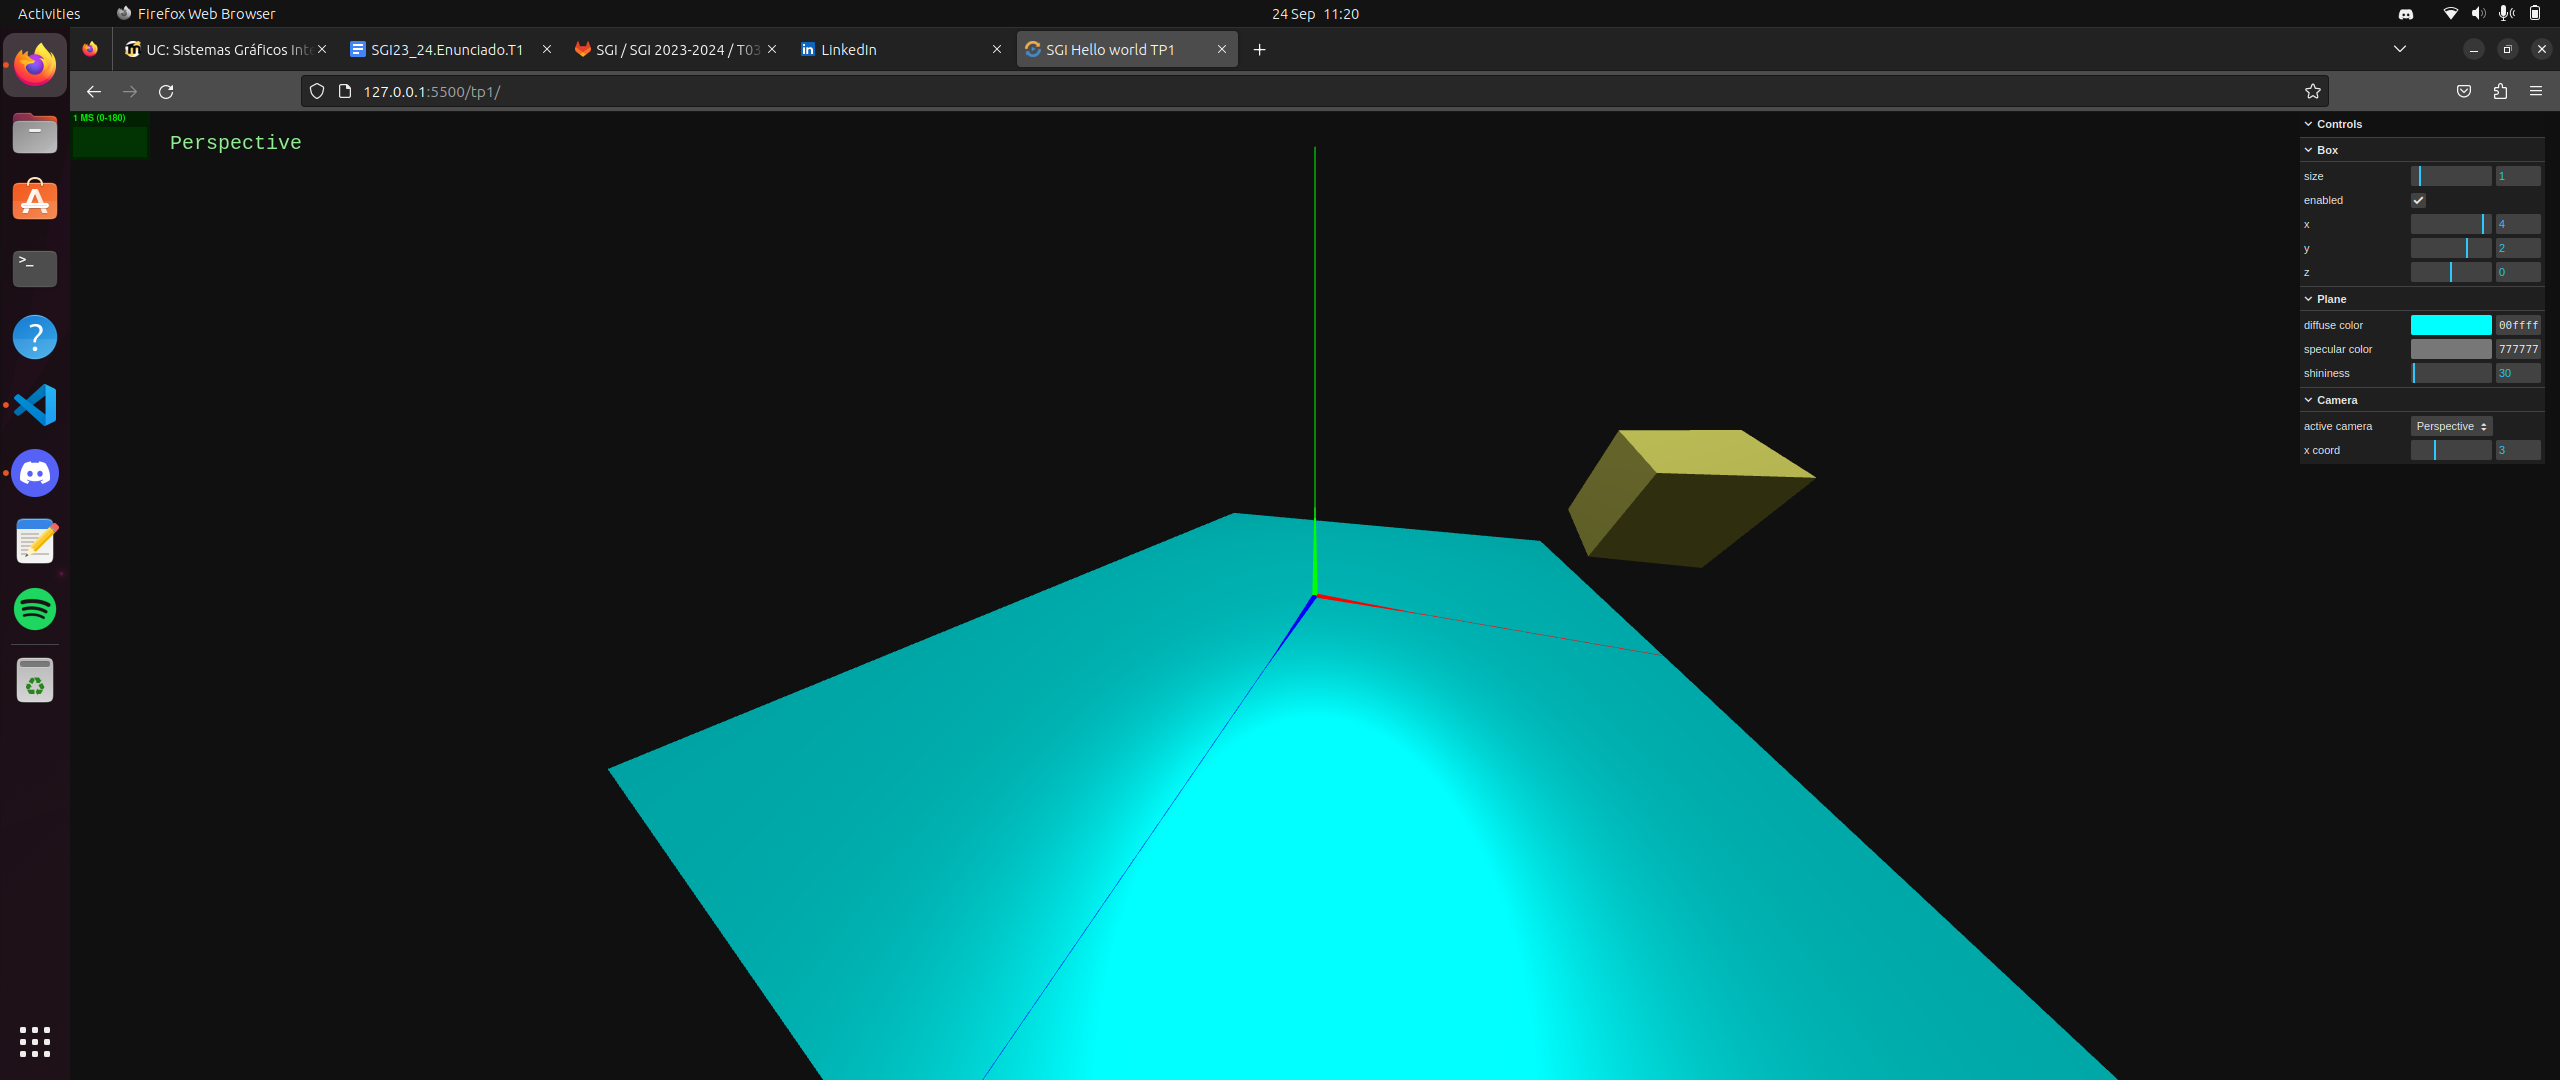 Activities Firefox Web Browser 24 Sep 11:20
UC: Sistemas Gráficos Inte SGI23_24.Enunciado.T1 SGI / SGI 2023-2024 / T03 LinkedIn SGI Hello world TP1
127.0.0.1:5500/tp1/
1 MS (0-180)
Perspective
Controls
Box
size 1
enabled
x 4
y 2
z 0
Plane
diffuse color 00ffff
specular color 777777
shininess 30
Camera
active camera Perspective
x coord 3